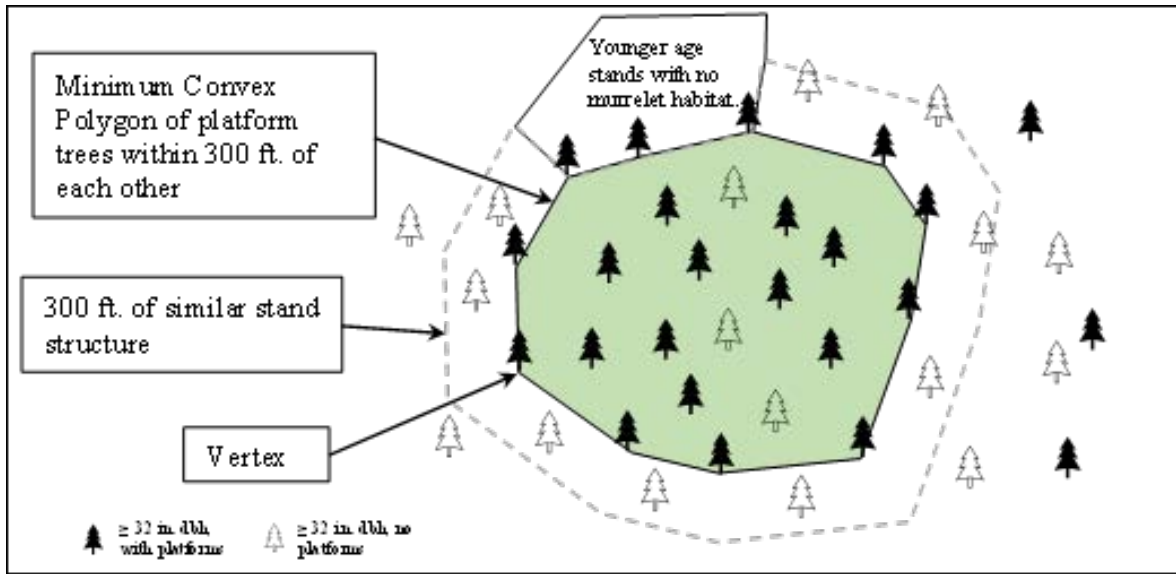 Minimum Convex
Polygon of platform
trees within 300 ft. of
each other
Younger age
stands with no
murrelet habitat.
300 ft. of similar stand
structure
Vertex
≥ 32 in. dbh,
with platforms
≥ 32 in. dbh, no
platforms